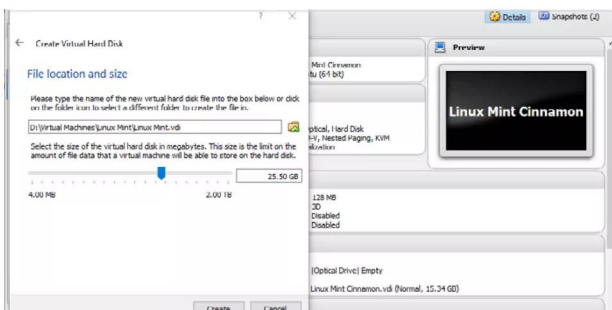 Details
Snapshots (2)
?
Create Virtual Hard Disk
File location and size
Please type the name of the new virtual hard disk file into the box below or click
on the folder icon to select a different folder to create the file in.
D:\Virtual Machines\Linux Mint\Linux Mint.vdi
Select the size of the virtual hard disk in megabytes. This size is the limit on the
amount of file data that a virtual machine will be able to store on the hard disk.
25.50 GB
4.00 MB
2.00 TB
Create
Cancel
Mint Cinnamon
tu (64 bit)
ptical, Hard Disk
-V, Nested Paging, KVM
alization
128 MB
3D
Disabled
Disabled
[Optical Drive] Empty
Linux Mint Cinnamon.vdi (Normal, 15.34 GB)
Preview
Linux Mint Cinnamon